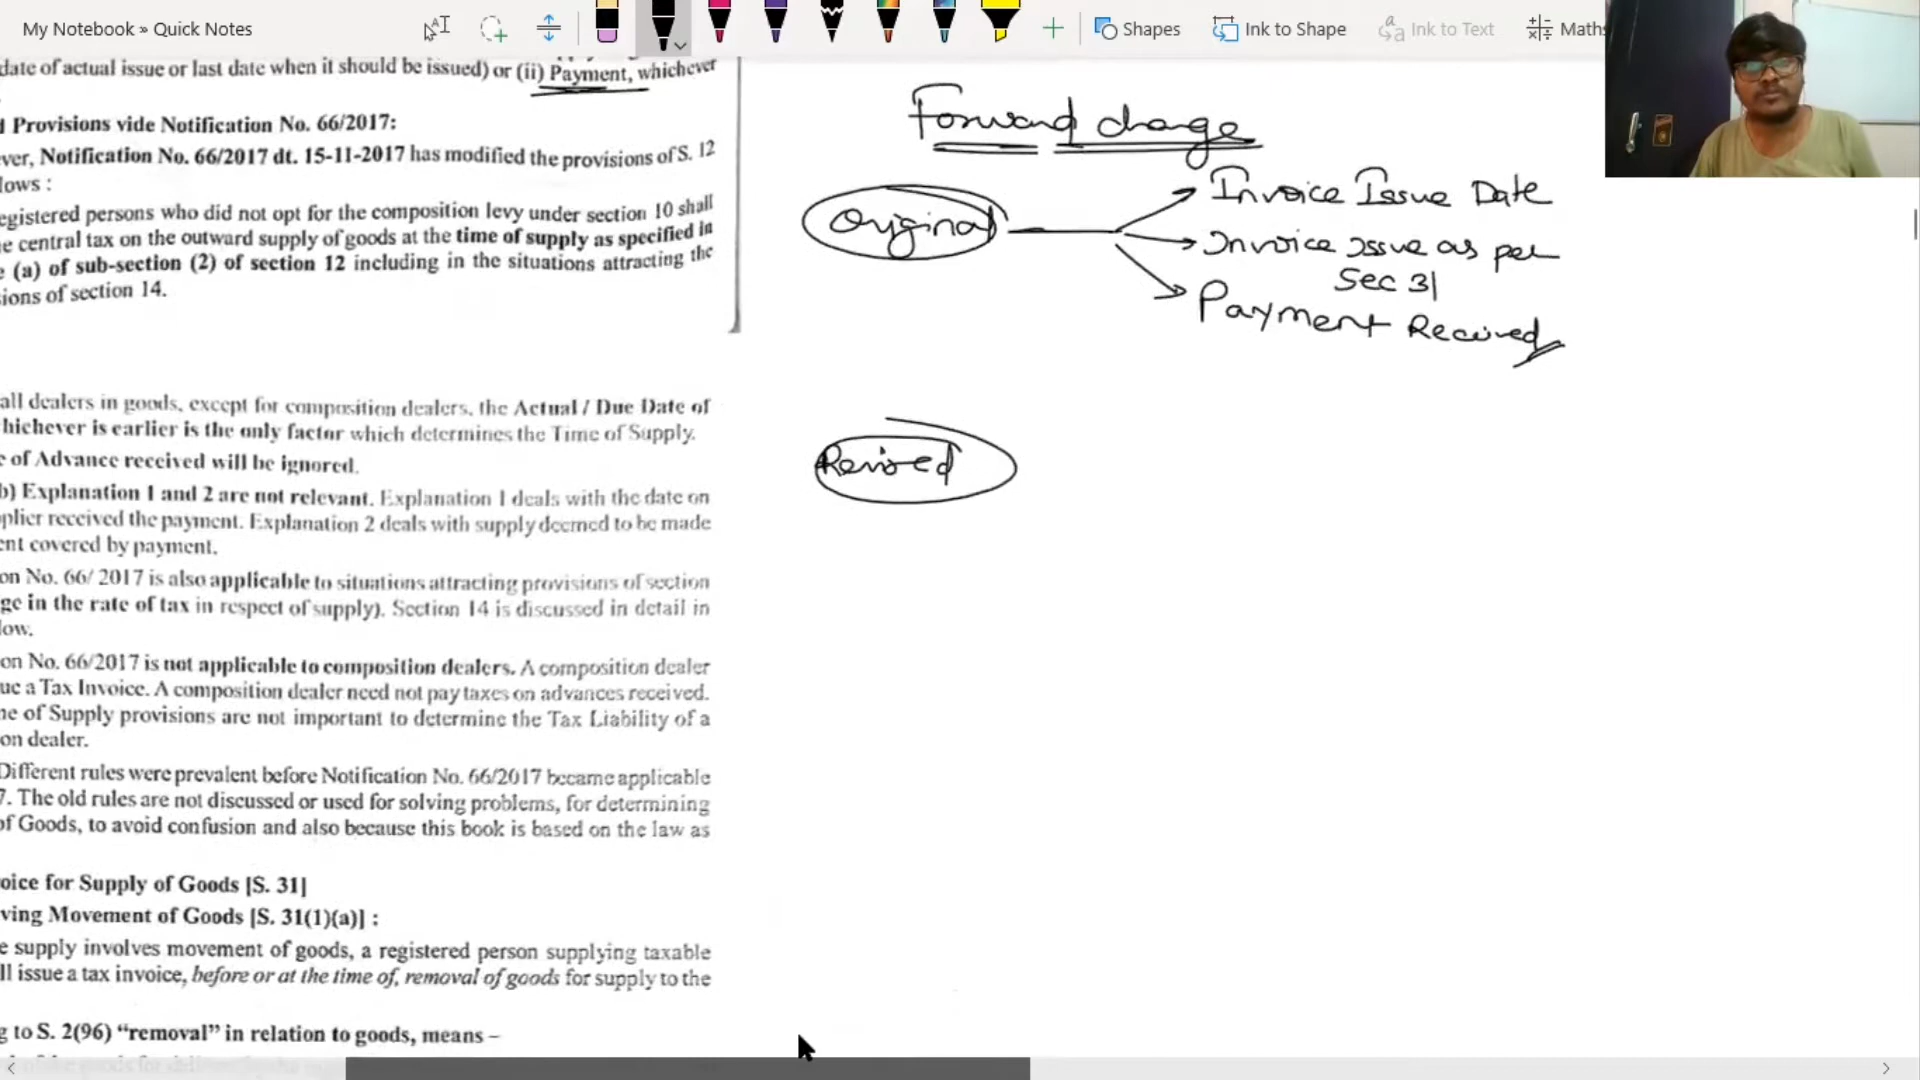 My Notebook » Quick Notes
Shapes
Ink to Shape
Ink to Text
Maths
date of actual issue or last date when it should be issued) or (ii) Payment, whichever
Provisions vide Notification No. 66/2017:
ver, Notification No. 66/2017 dt. 15-11-2017 has modified the provisions of S. 12
lows :
egistered persons who did not opt for the composition levy under section 10 shall
e central tax on the outward supply of goods at the time of supply as specified in
(a) of sub-section (2) of section 12 including in the situations attracting the
ions of section 14.
all dealers in goods, except for composition dealers, the Actual / Due Date of
hichever is earlier is the only factor which determines the Time of Supply.
e of Advance received will be ignored.
b) Explanation 1 and 2 are not relevant. Explanation 1 deals with the date on
plier received the payment. Explanation 2 deals with supply deemed to be made
ent covered by payment.
on No. 66/ 2017 is also applicable to situations attracting provisions of section
ge in the rate of tax in respect of supply). Section 14 is discussed in detail in
low.
on No. 66/2017 is not applicable to composition dealers. A composition dealer
ue a Tax Invoice. A composition dealer need not pay taxes on advances received.
ne of Supply provisions are not important to determine the Tax Liability of a
on dealer.
Different rules were prevalent before Notification No. 66/2017 became applicable
7. The old rules are not discussed or used for solving problems, for determining
of Goods, to avoid confusion and also because this book is based on the law as
oice for Supply of Goods [S. 31]
ving Movement of Goods [S. 31(1)(a)] :
e supply involves movement of goods, a registered person supplying taxable
ll issue a tax invoice, before or at the time of, removal of goods for supply to the
g to S. 2(96) “removal” in relation to goods, means –
Forward charge
Original
Invoice Issue Date
Invoice Issue as per
Sec 31
Payment Received
Revised